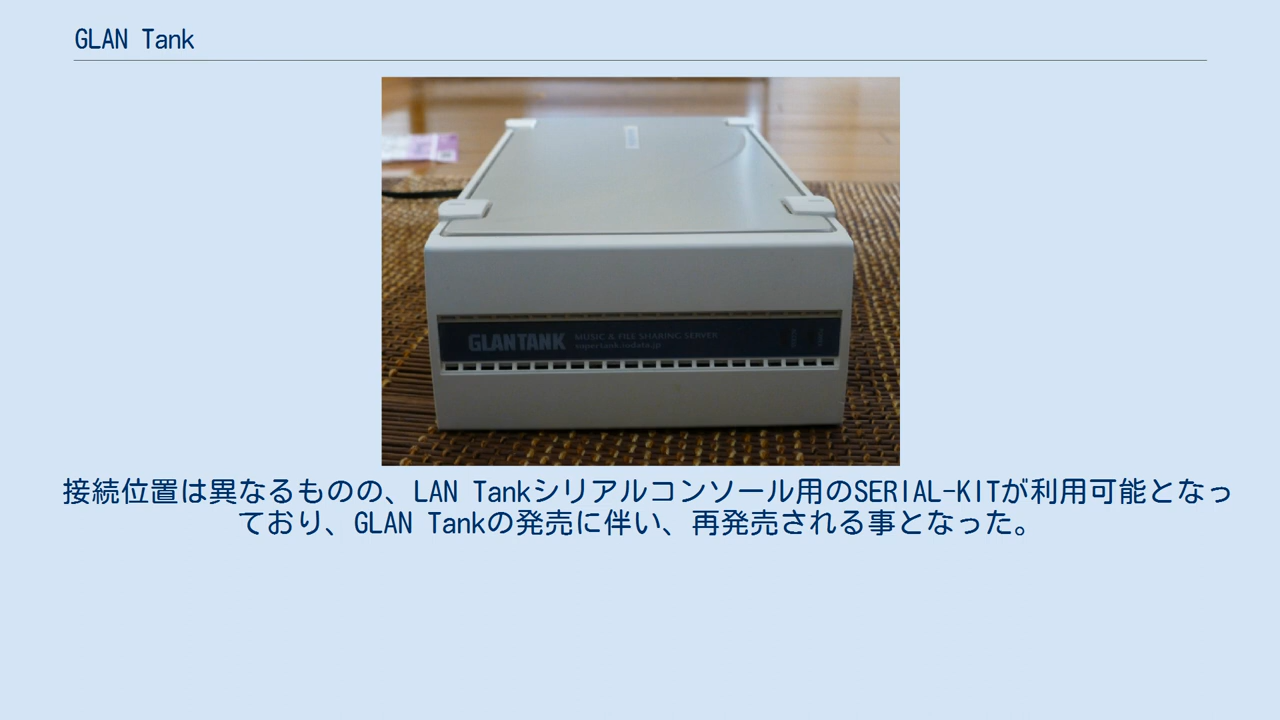 GLAN Tank
GLANTANK MUSIC & FILE SHARING SERVER
supertank.iodata.jp
接続位置は異なるものの、LAN Tankシリアルコンソール用のSERIAL-KITが利用可能となっ
ており、GLAN Tankの発売に伴い、再発売される事となった。